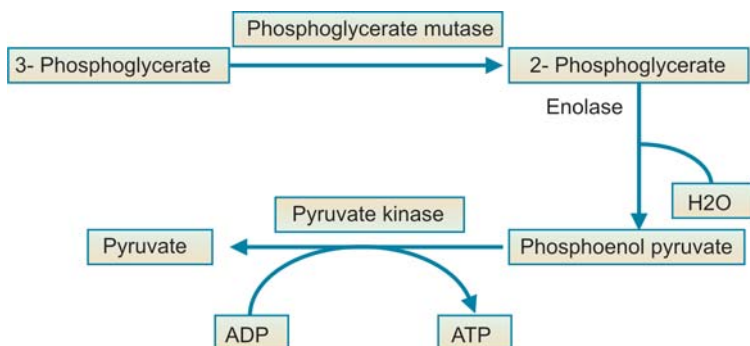 Phosphoglycerate mutase
3- Phosphoglycerate
2- Phosphoglycerate
Enolase
H2O
Pyruvate kinase
Pyruvate
Phosphoenol pyruvate
ADP
ATP